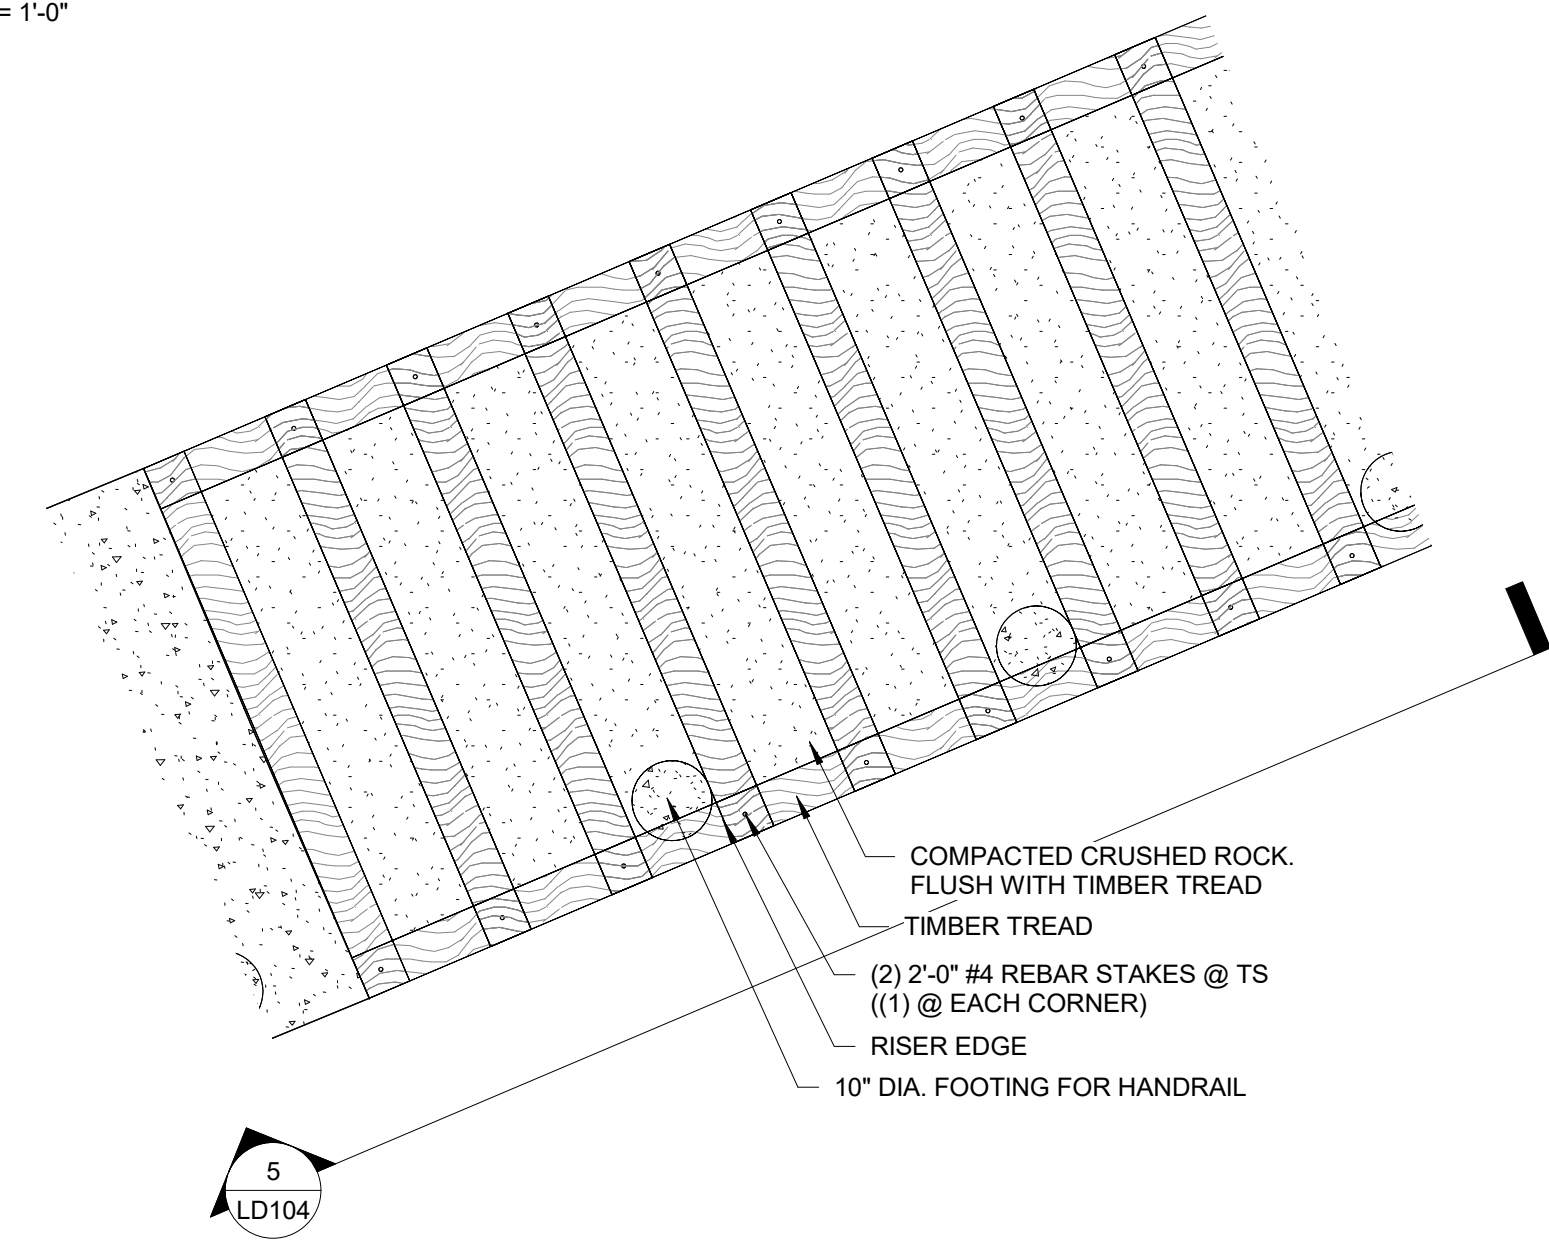 = 1'-0"
COMPACTED CRUSHED ROCK.
FLUSH WITH TIMBER TREAD
TIMBER TREAD
(2) 2'-0" #4 REBAR STAKES @ TS
((1) @ EACH CORNER)
RISER EDGE
10" DIA. FOOTING FOR HANDRAIL
5
LD104